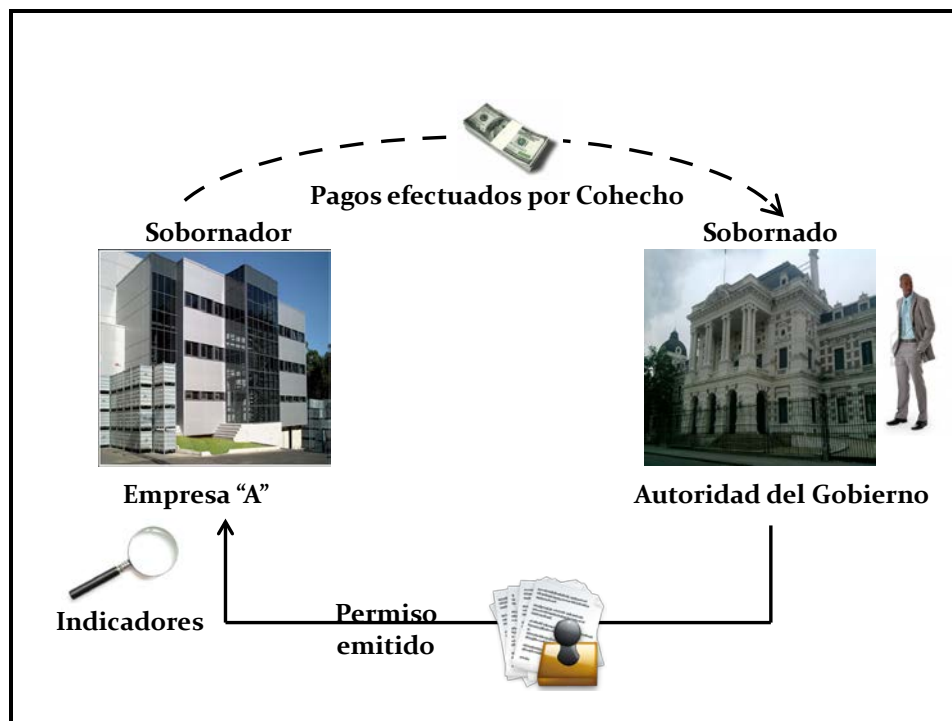 Pagos efectuados por Cohecho
Sobornador
Sobornado
Empresa “A”
Autoridad del Gobierno
Indicadores
Permiso
emitido